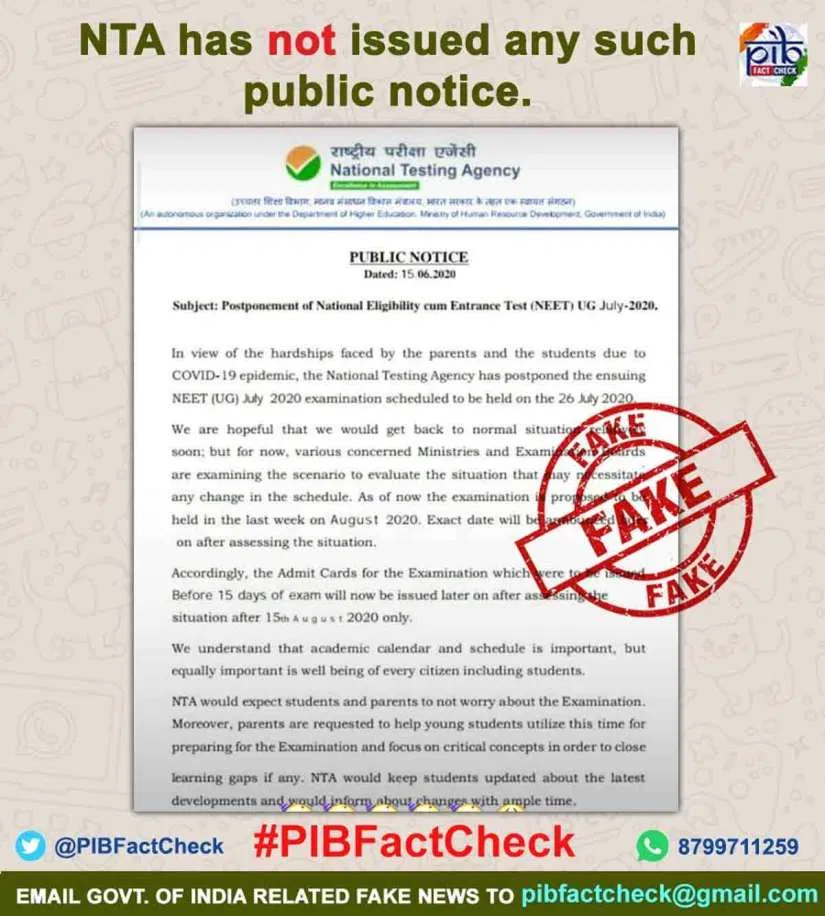 NTA has not issued any such
public notice.
pib
FACT CHECK
राष्ट्रीय परीक्षा एजेंसी
National Testing Agency
Excellence in Assessment
(उच्चतर शिक्षा विभाग, मानव संसाधन विकास मंत्रालय, भारत सरकार के तहत एक स्वायत्त संगठन)
(An autonomous organization under the Department of Higher Education, Ministry of Human Resource Development, Government of India)
PUBLIC NOTICE
Dated: 15.06.2020
Subject: Postponement of National Eligibility cum Entrance Test (NEET) UG July-2020.
In view of the hardships faced by the parents and the students due to
COVID-19 epidemic, the National Testing Agency has postponed the ensuing
NEET (UG) July 2020 examination scheduled to be held on the 26 July 2020.
We are hopeful that we would get back to normal situation
soon; but for now, various concerned Ministries and Examination Boards
are examining the scenario to evaluate the situation that may necessitate
any change in the schedule. As of now the examination is proposed to be
held in the last week on August 2020. Exact date will be announced later
on after assessing the situation.
Accordingly, the Admit Cards for the Examination which were to be issued
Before 15 days of exam will now be issued later on after assessing the
situation after 15th August 2020 only.
We understand that academic calendar and schedule is important, but
equally important is well being of every citizen including students.
NTA would expect students and parents to not worry about the Examination.
Moreover, parents are requested to help young students utilize this time for
preparing for the Examination and focus on critical concepts in order to close
learning gaps if any. NTA would keep students updated about the latest
developments and would inform about changes with ample time.
FAKE
FAKE
FAKE
@PIBFactCheck
#PIBFactCheck
8799711259
EMAIL GOVT. OF INDIA RELATED FAKE NEWS TO pibfactcheck@gmail.com